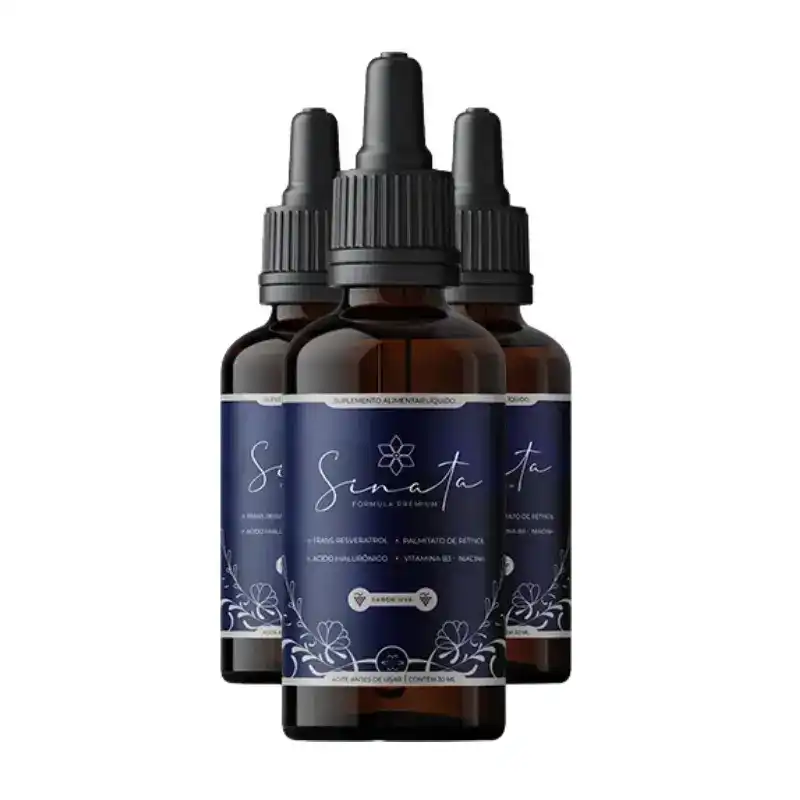 SUPLEMENTO ALIMENTAR LÍQUIDO
Sinata
FÓRMULA PREMIUM
+ TRANS RESVERATROL + PALMITATO DE RETINOL
+ ÁCIDO HIALURÔNICO + VITAMINA B3 - NIACINA
SABOR UVA
AGITE ANTES DE USAR | CONTÉM 30 ML